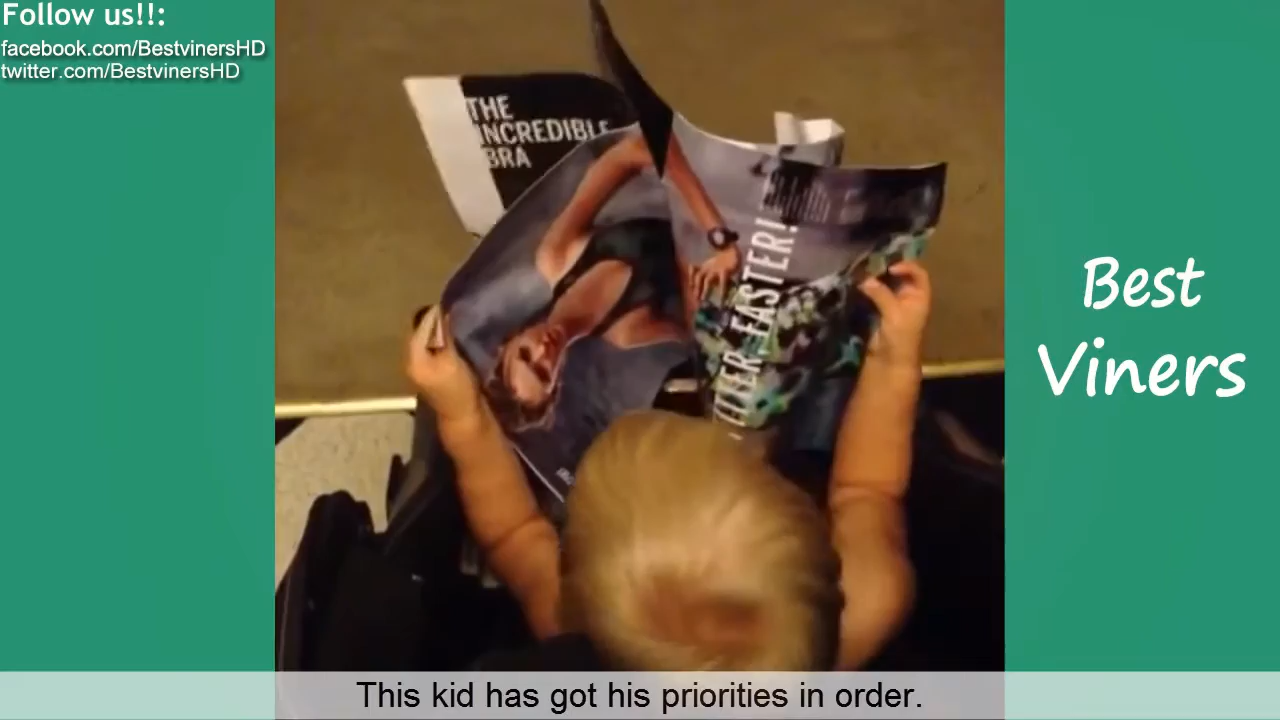 Follow us!!:
facebook.com/BestvinersHD
twitter.com/BestvinersHD
THE
INCREDIBLE
BRA
FASTER!
Best
Viners
This kid has got his priorities in order.